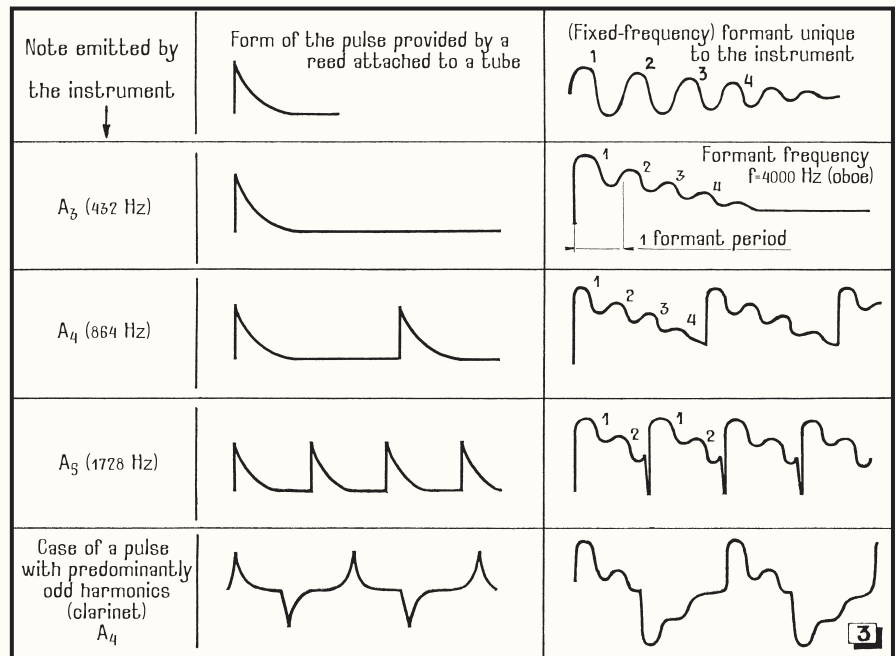 Note emitted by
the instrument
Form of the pulse provided by a
reed attached to a tube
(Fixed-frequency) formant unique
to the instrument
1 2 3 4
A3 (432 Hz)
Formant frequency
f=4000 Hz (oboe)
1 2 3 4
1 formant period
A4 (864 Hz)
1 2 3 4
A5 (1728 Hz)
1 2 1 2
Case of a pulse
with predominantly
odd harmonics
(clarinet)
A4
3